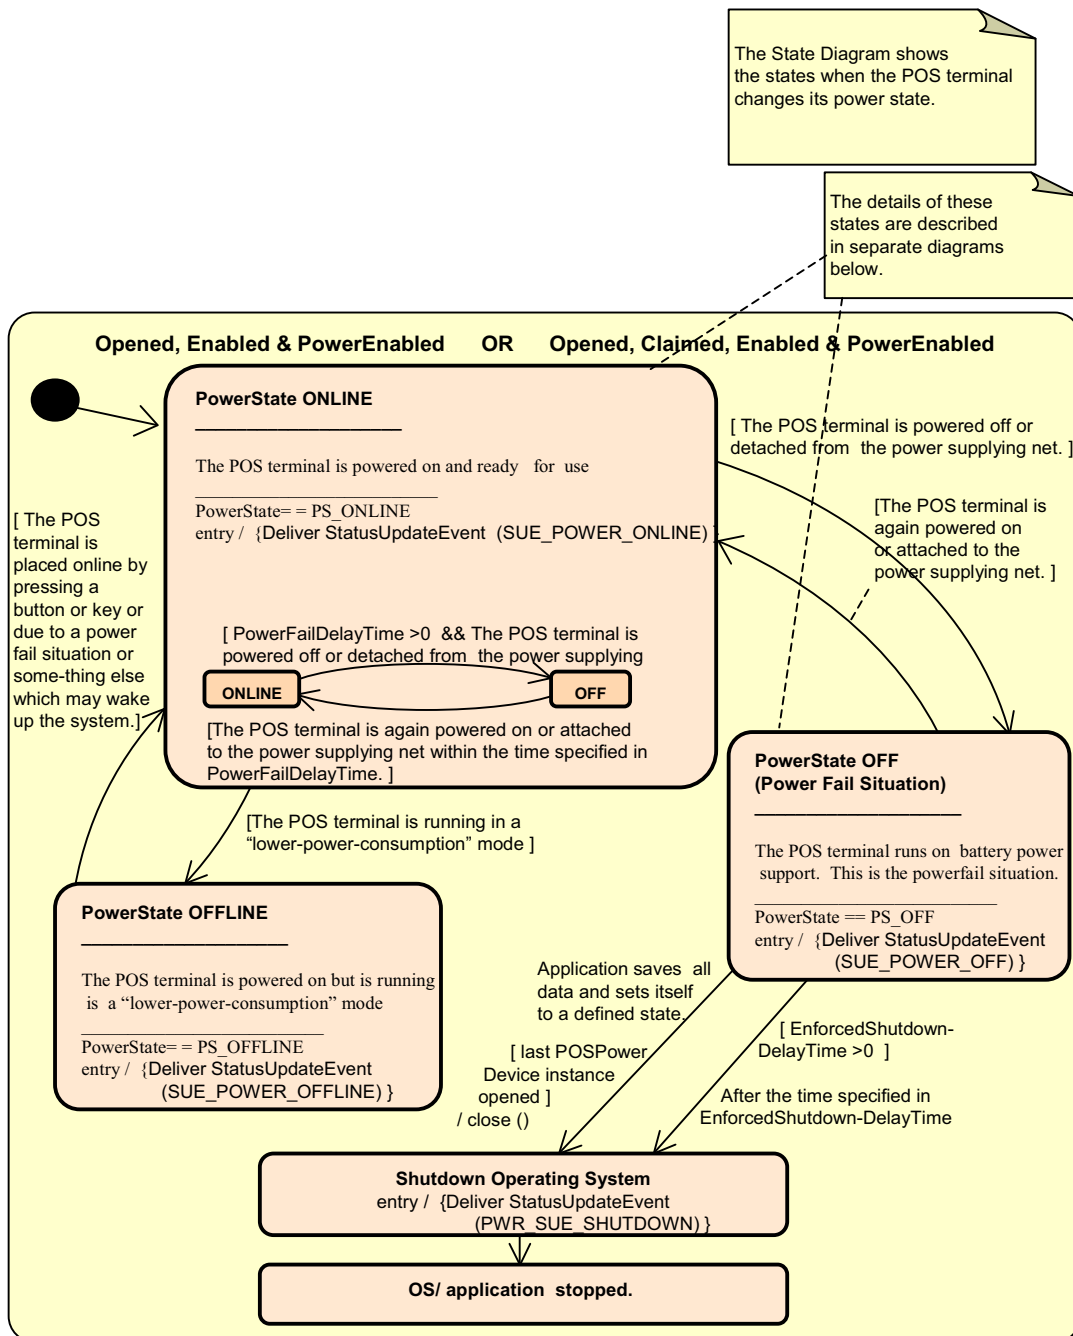 The State Diagram shows
the states when the POS terminal
changes its power state.
The details of these
states are described
in separate diagrams
below.
Opened, Enabled & PowerEnabled OR Opened, Claimed, Enabled & PowerEnabled
PowerState ONLINE
The POS terminal is powered on and ready for use
PowerState= = PS_ONLINE
entry / {Deliver StatusUpdateEvent (SUE_POWER_ONLINE) }
[ PowerFailDelayTime >0 && The POS terminal is
powered off or detached from the power supplying
ONLINE
OFF
[The POS terminal is again powered on or attached
to the power supplying net within the time specified in
PowerFailDelayTime. ]
[ The POS terminal is powered off or
detached from the power supplying net. ]
[The POS terminal is
again powered on
or attached to the
power supplying net. ]
[ The POS
terminal is
placed online by
pressing a
button or key or
due to a power
fail situation or
some-thing else
which may wake
up the system.]
[The POS terminal is running in a
“lower-power-consumption” mode ]
PowerState OFF
(Power Fail Situation)
The POS terminal runs on battery power
support. This is the powerfail situation.
PowerState == PS_OFF
entry / {Deliver StatusUpdateEvent
(SUE_POWER_OFF) }
PowerState OFFLINE
The POS terminal is powered on but is running
is a “lower-power-consumption” mode
PowerState= = PS_OFFLINE
entry / {Deliver StatusUpdateEvent
(SUE_POWER_OFFLINE) }
Application saves all
data and sets itself
to a defined state.
[ last POSPower
Device instance
opened ]
/ close ()
[ EnforcedShutdown-
DelayTime >0 ]
After the time specified in
EnforcedShutdown-DelayTime
Shutdown Operating System
entry / {Deliver StatusUpdateEvent
(PWR_SUE_SHUTDOWN) }
OS/ application stopped.